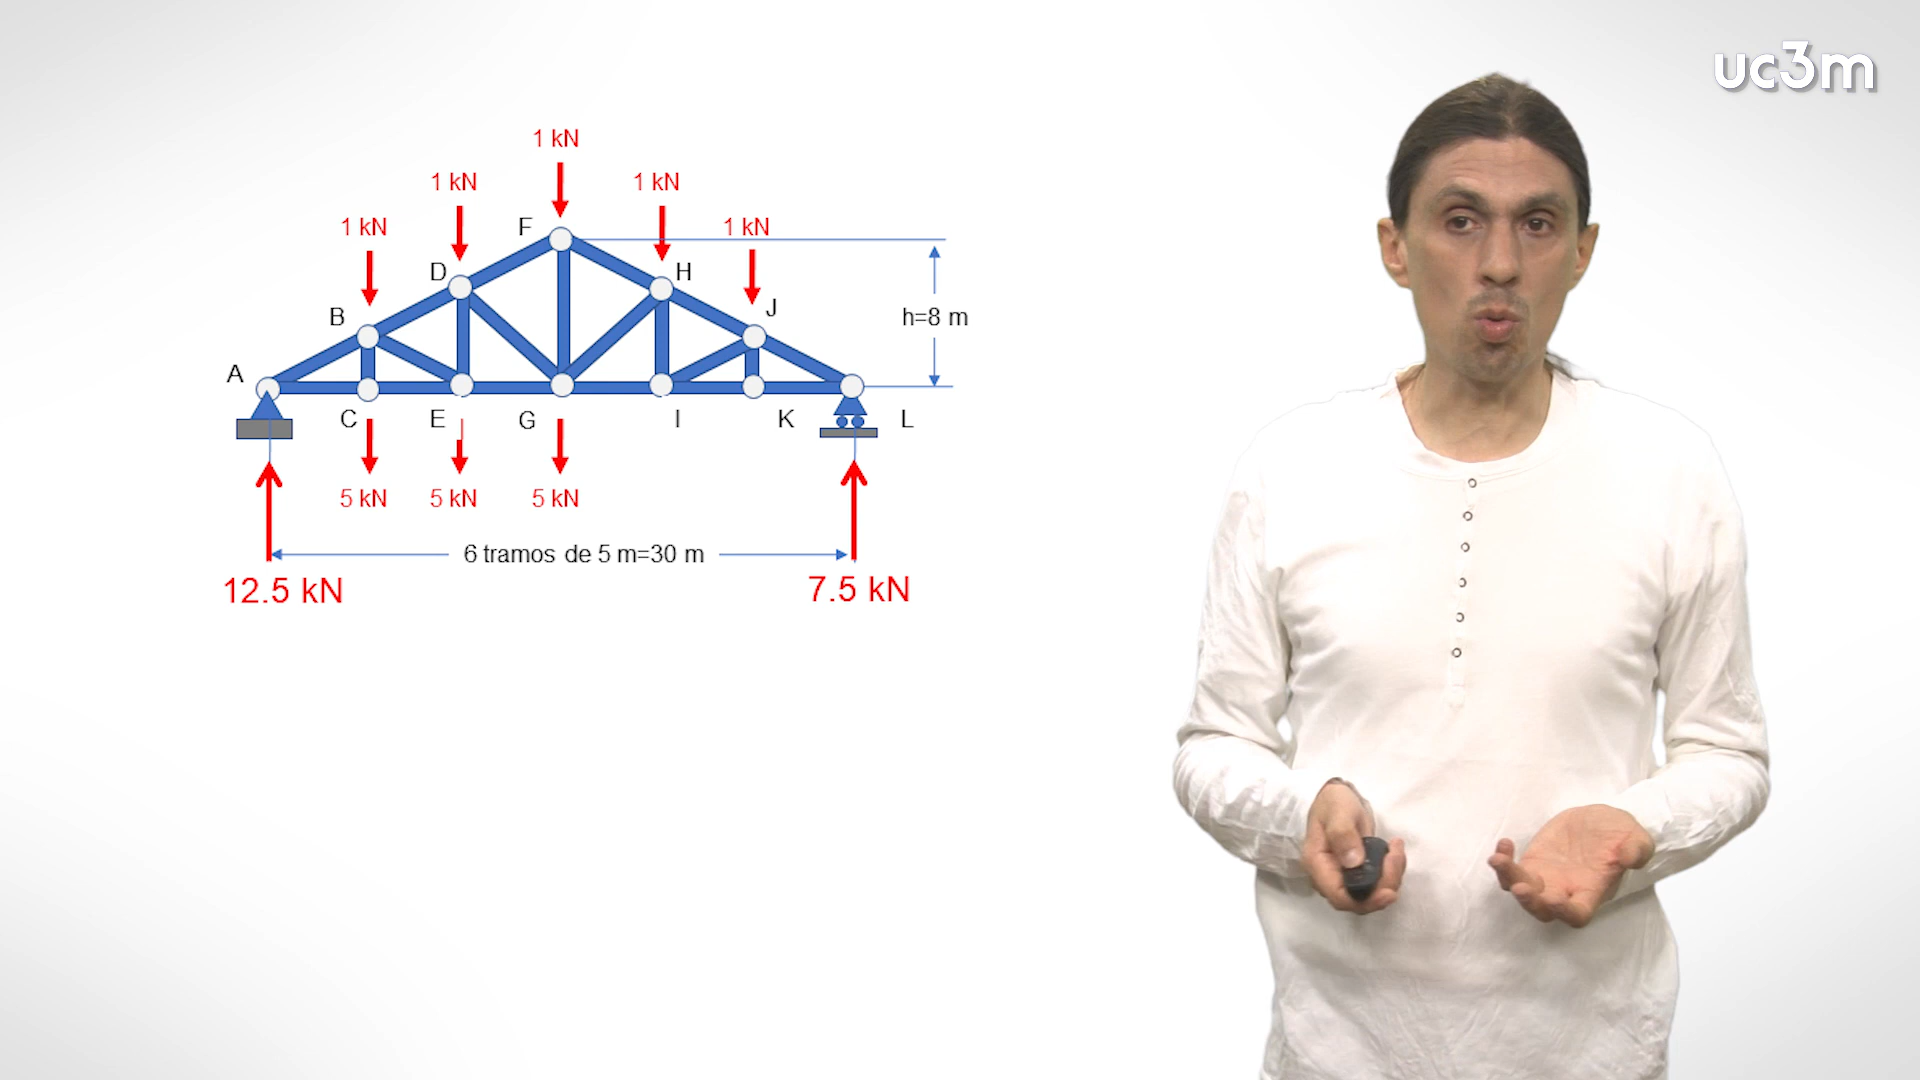 uc3m
1 kN
1 kN
1 kN
1 kN
1 kN
F
D
H
B
J
h=8 m
A
C
E
G
I
K
L
5 kN
5 kN
5 kN
6 tramos de 5 m=30 m
12.5 kN
7.5 kN